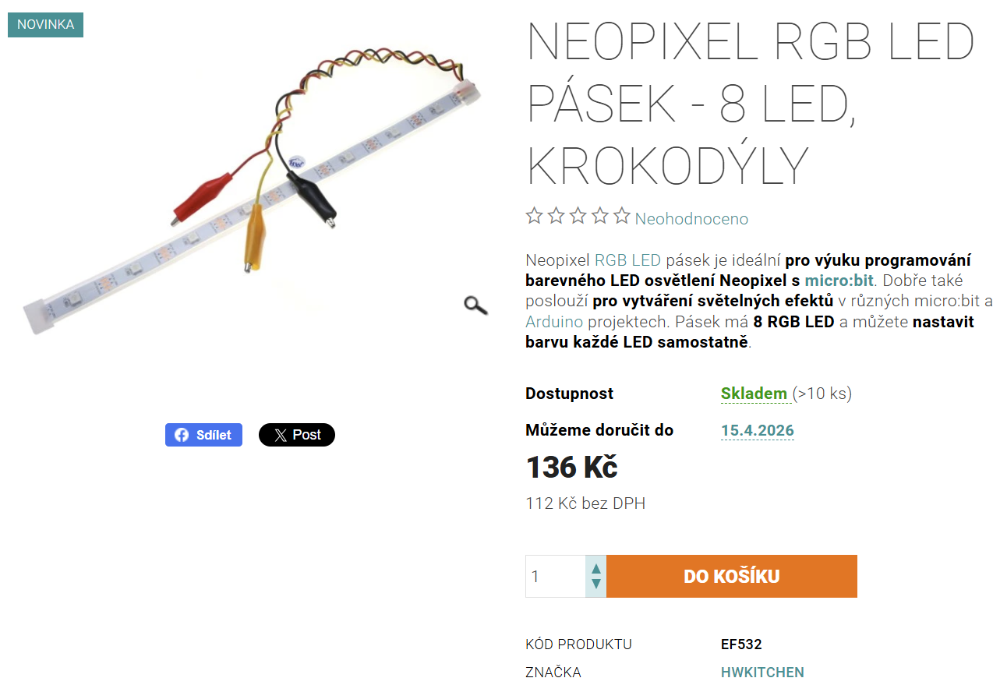 NOVINKA
NEOPIXEL RGB LED
PÁSEK - 8 LED,
KROKODÝLY
Neohodnoceno
Neopixel RGB LED pásek je ideální pro výuku programování
barevného LED osvětlení Neopixel s micro:bit. Dobře také
poslouží pro vytváření světelných efektů v různých micro:bit a
Arduino projektech. Pásek má 8 RGB LED a můžete nastavit
barvu každé LED samostatně.
Dostupnost Skladem (>10 ks)
Můžeme doručit do 15.4.2026
136 Kč
112 Kč bez DPH
Sdílet Post
1 DO KOŠÍKU
KÓD PRODUKTU EF532
ZNAČKA HWKITCHEN
HW